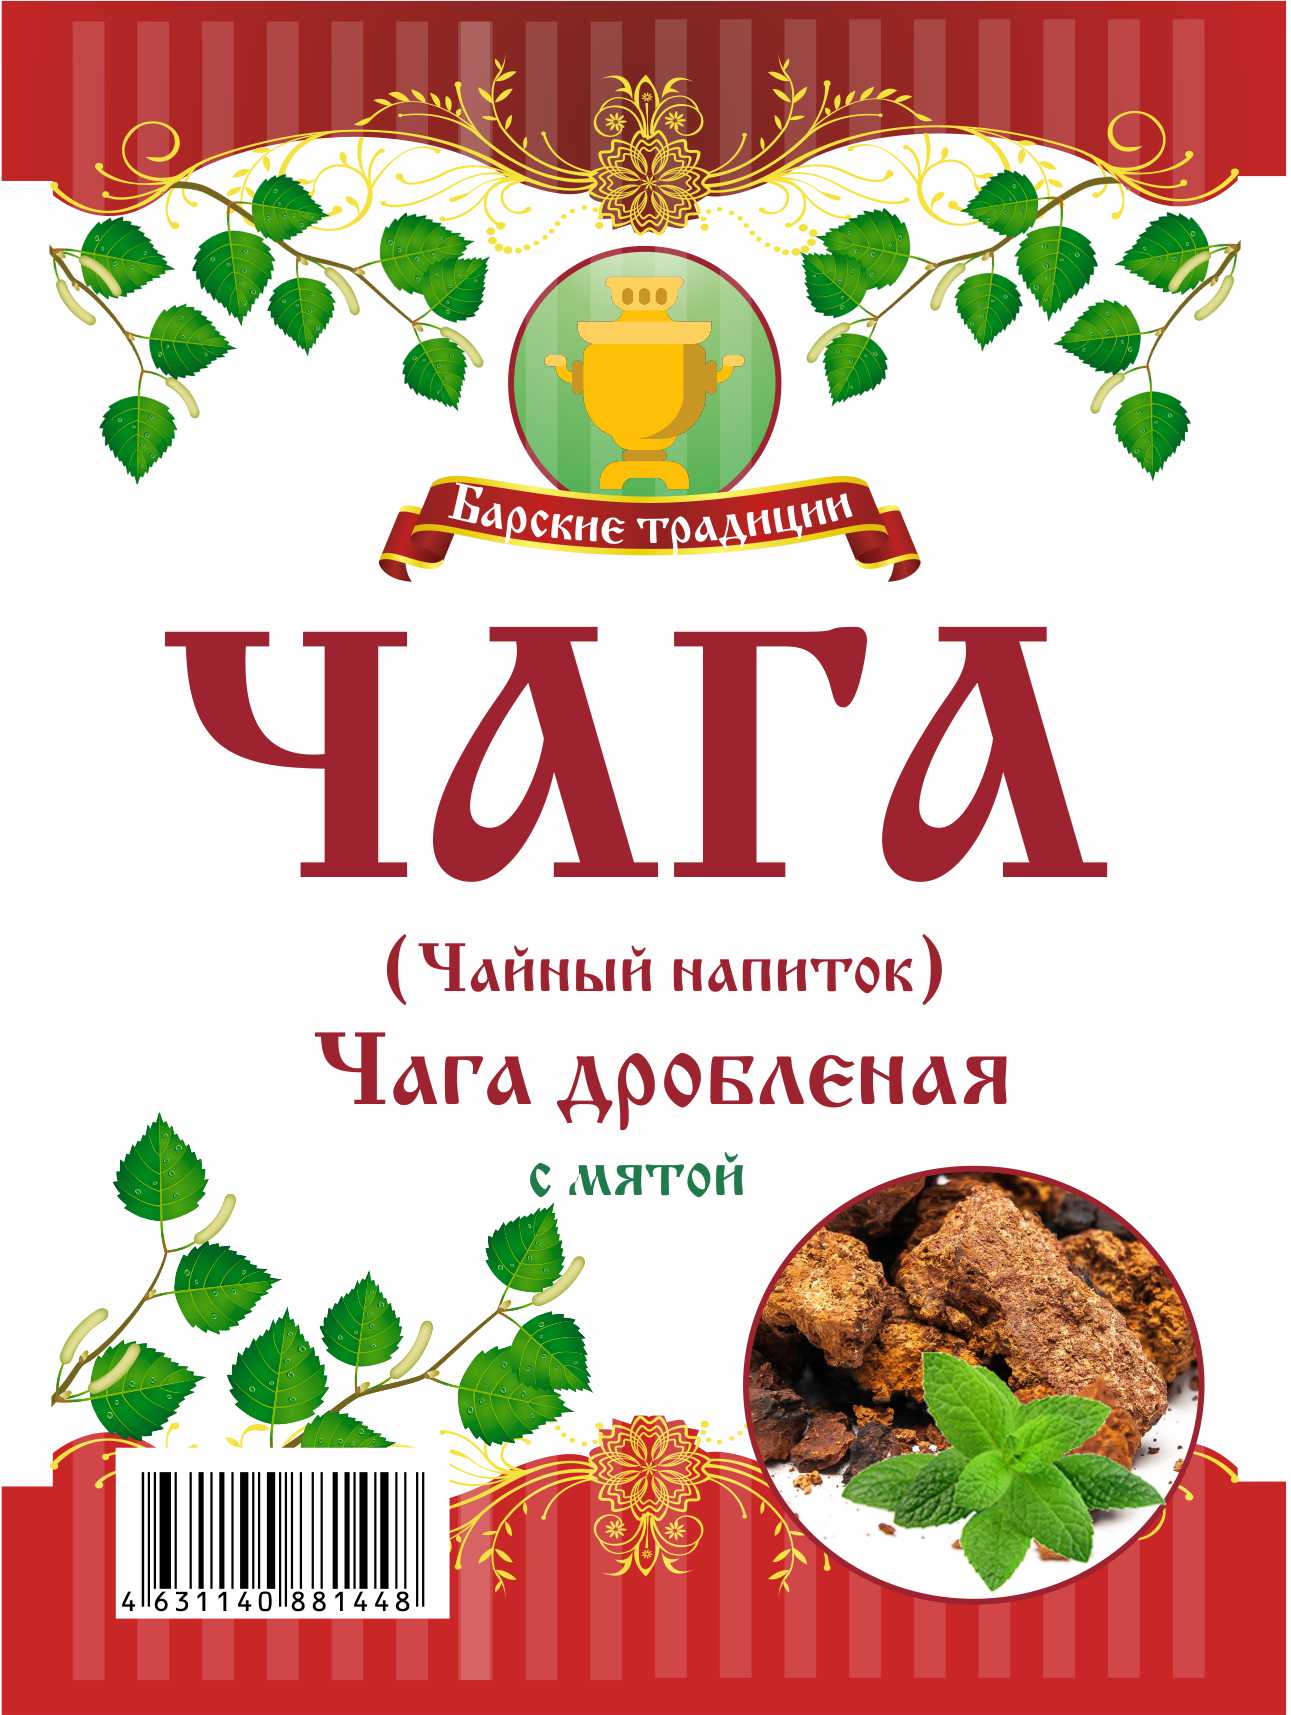 Барские традиции
ЧАГА
(Чайный напиток)
Чага дробленая
с мятой
4 631140 881448